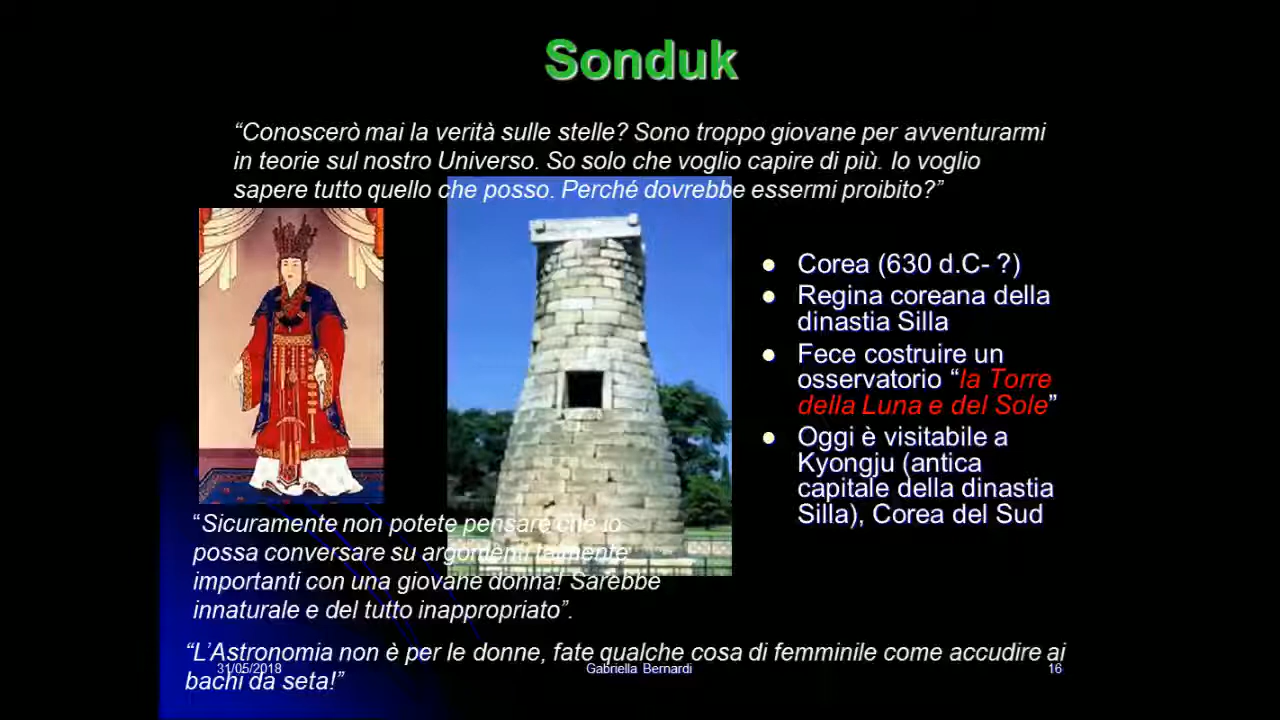 Sonduk
“Conoscerò mai la verità sulle stelle? Sono troppo giovane per avventurarmi
in teorie sul nostro Universo. So solo che voglio capire di più. Io voglio
sapere tutto quello che posso. Perché dovrebbe essermi proibito?”
● Corea (630 d.C- ?)
● Regina coreana della
dinastia Silla
● Fece costruire un
osservatorio “la Torre
della Luna e del Sole”
● Oggi è visitabile a
Kyongju (antica
capitale della dinastia
Silla), Corea del Sud
“Sicuramente non potete pensare che io
possa conversare su argomenti talmente
importanti con una giovane donna! Sarebbe
innaturale e del tutto inappropriato”.
“L’Astronomia non è per le donne, fate qualche cosa di femminile come accudire ai
bachi da seta!”
31/05/2018
Gabriella Bernardi
16